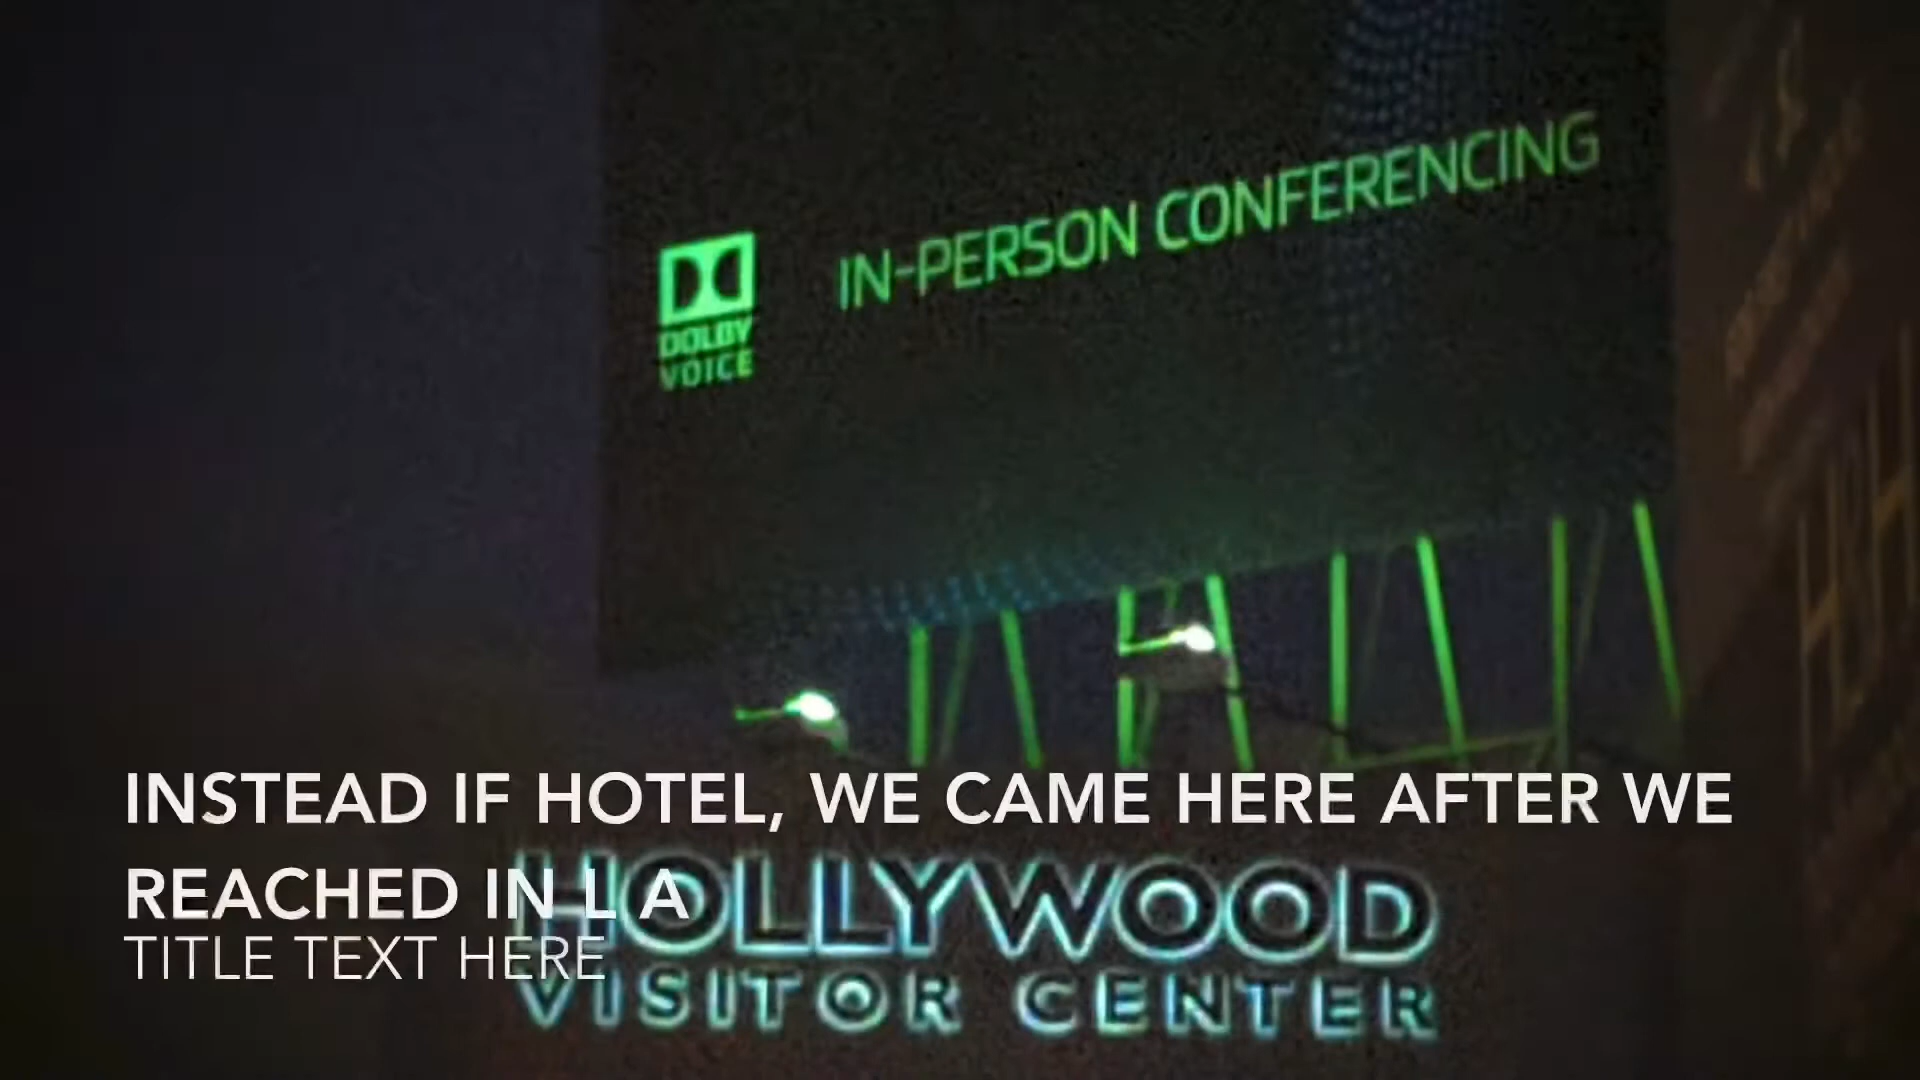 IN-PERSON CONFERENCING
DOLBY
VOICE
INSTEAD IF HOTEL, WE CAME HERE AFTER WE
REACHED IN L A
TITLE TEXT HERE
HOLLYWOOD
VISITOR CENTER